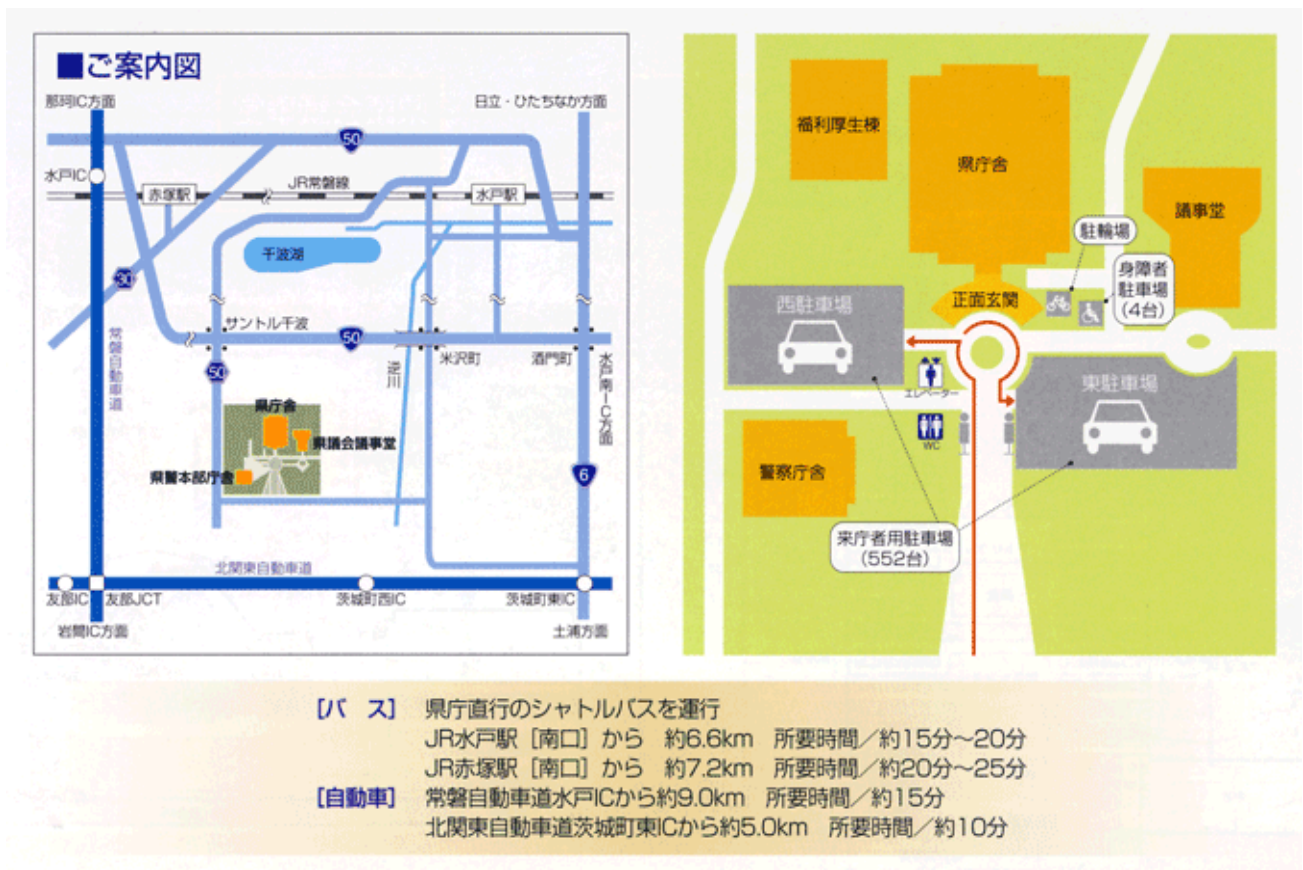 ■ご案内図
那珂IC方面
日立・ひたちなか方面
50
水戸IC
JR常磐線
赤塚駅
水戸駅
千波湖
30
サントル千波
50
常磐自動車道
50
逆川
米沢町
酒門町
水戸南IC方面
県庁舎
県議会議事堂
県警本部庁舎
6
北関東自動車道
友部IC
友部JCT
茨城町西IC
茨城町東IC
岩間IC方面
土浦方面
福利厚生棟
県庁舎
議事堂
駐輪場
身障者
駐車場
(4台)
正面玄関
西駐車場
エレベーター
東駐車場
WC
警察庁舎
来庁者用駐車場
(552台)
[バ ス] 県庁直行のシャトルバスを運行
JR水戸駅［南口］から 約6.6km 所要時間／約15分～20分
JR赤塚駅［南口］から 約7.2km 所要時間／約20分～25分
[自動車] 常磐自動車道水戸ICから約9.0km 所要時間／約15分
北関東自動車道茨城町東ICから約5.0km 所要時間／約10分